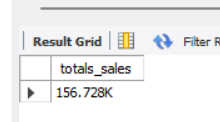 Result Grid Filter R
totals_sales
156.728K